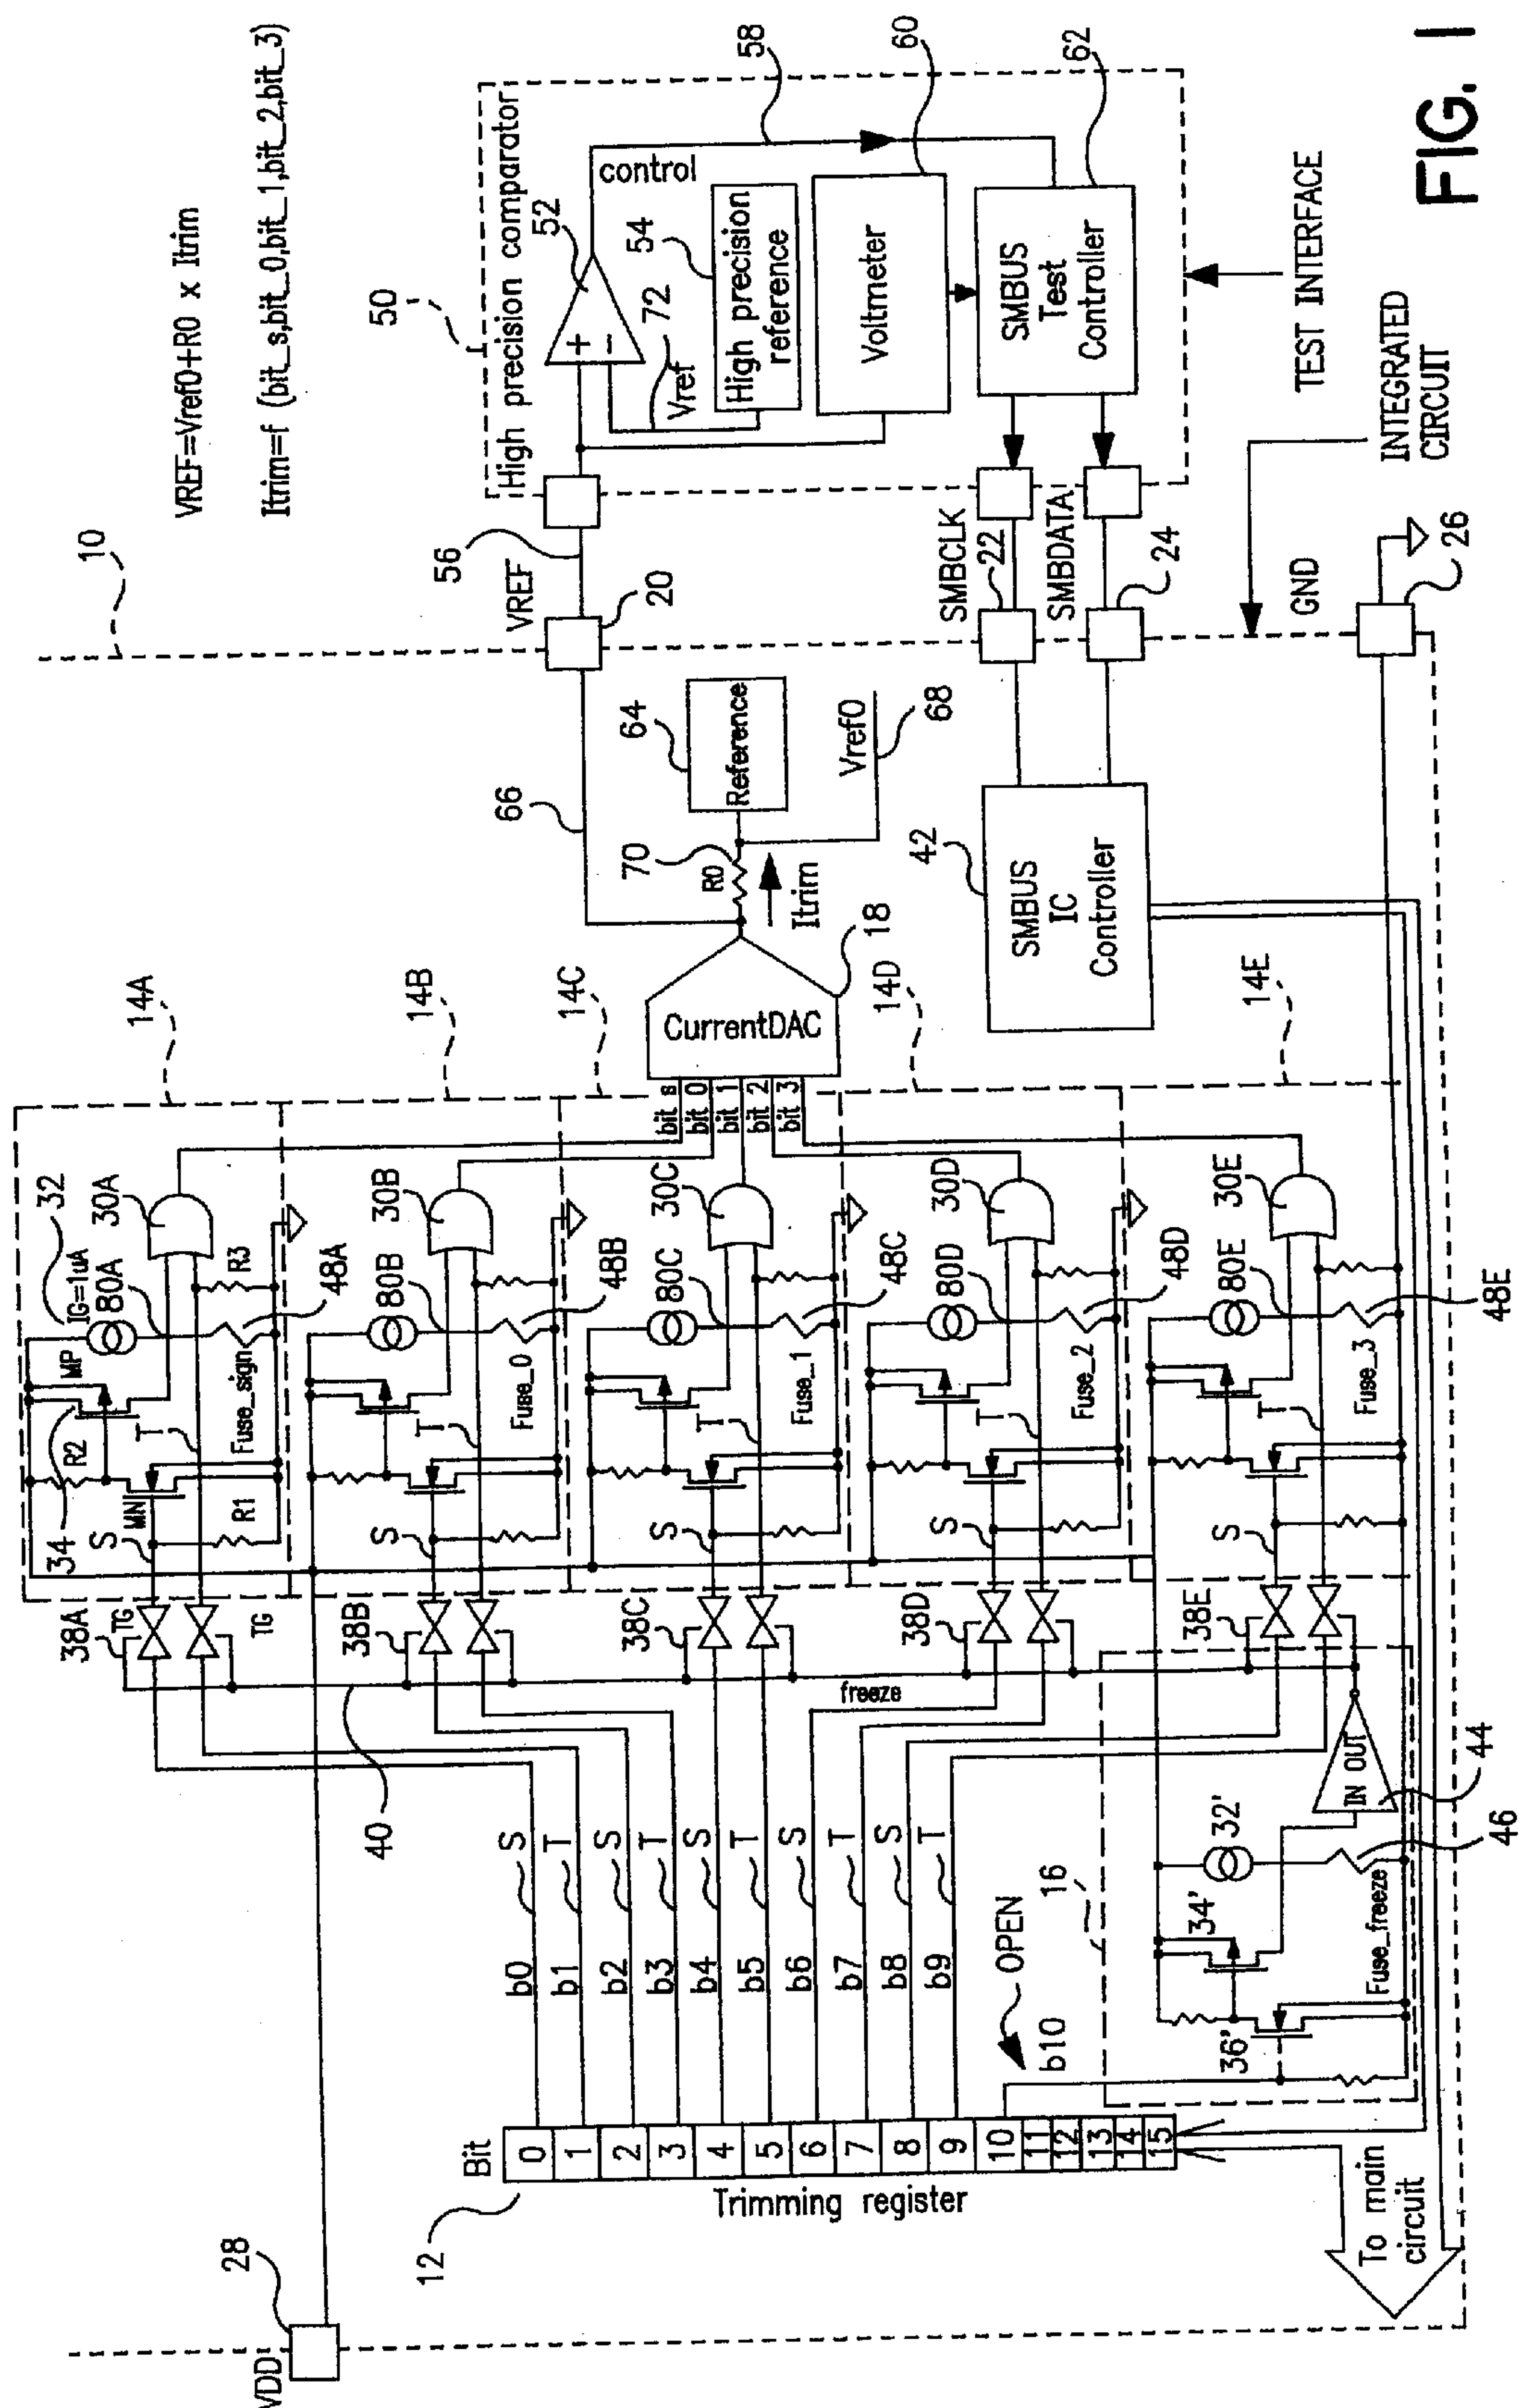 FIG. 1
VREF=Vref0+R0 x Itrim
Itrim=f (bit_s,bit_0,bit_1,bit_2,bit_3)
10
50
High precision comparator
52
control
58
54
High precision
reference
72
Vref
60
Voltmeter
62
SMBUS
Test
Controller
TEST INTERFACE
INTEGRATED
CIRCUIT
56
VREF
20
SMBCLK
22
SMBDATA
24
GND
26
66
64
Reference
Vref0
68
70
R0
Itrim
42
SMBUS
IC
Controller
18
CurrentDAC
bit s
bit 0
bit 1
bit 2
bit 3
14A
14B
14C
14D
14E
32
IG=1uA
30A
80A
R3
48A
MP
34
R2
T
Fuse_sign
MN
S
R1
30B
80B
48B
T
Fuse_0
S
30C
80C
48C
T
Fuse_1
S
30D
80D
48D
T
Fuse_2
S
30E
80E
48E
T
Fuse_3
S
38A
TG
TG
38B
38C
38D
38E
freeze
40
IN OUT
44
46
32'
34'
36'
Fuse_freeze
16
OPEN
b0 S
b1 T
b2 S
b3 T
b4 S
b5 T
b6 S
b7 T
b8 S
b9 T
b10
Bit
0
1
2
3
4
5
6
7
8
9
10
11
12
13
14
15
Trimming register
12
To main
circuit
28
VDD